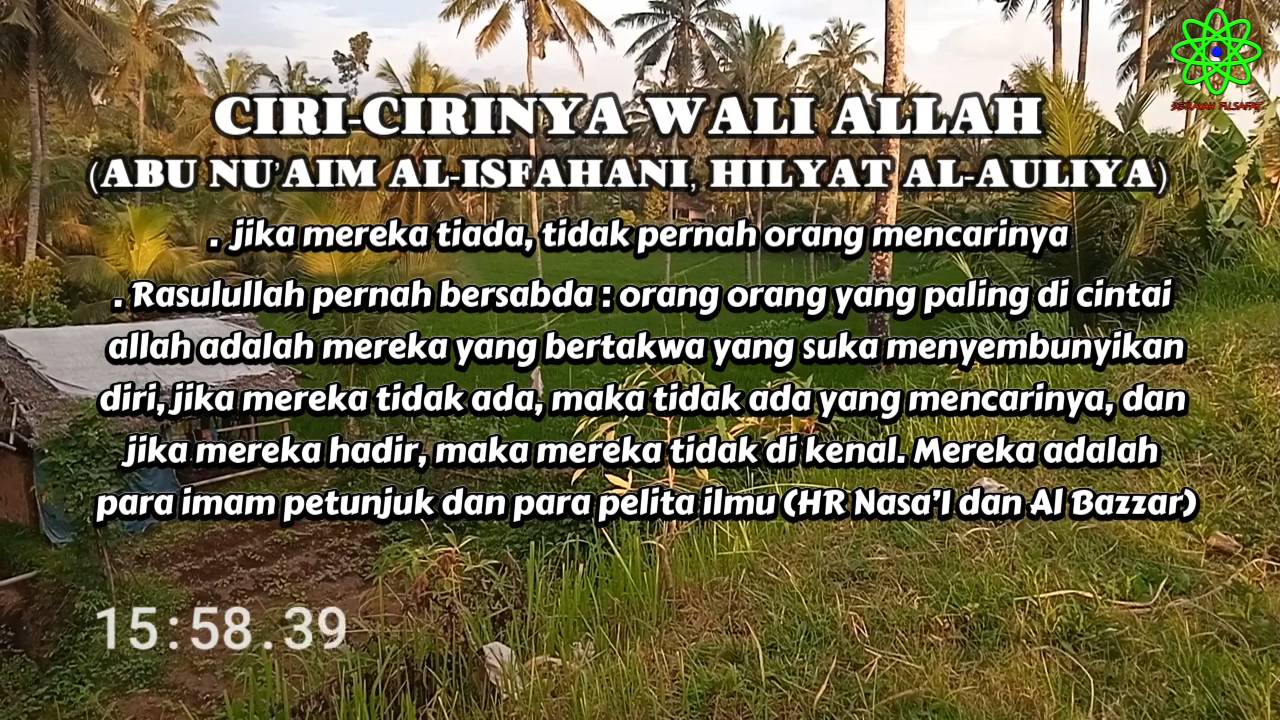 CIRI-CIRINYA WALI ALLAH
(ABU NU'AIM AL-ISFAHANI, HILYAT AL-AULIYA)
. jika mereka tiada, tidak pernah orang mencarinya
. Rasulullah pernah bersabda : orang orang yang paling di cintai
allah adalah mereka yang bertakwa yang suka menyembunyikan
diri, jika mereka tidak ada, maka tidak ada yang mencarinya, dan
jika mereka hadir, maka mereka tidak di kenal. Mereka adalah
para imam petunjuk dan para pelita ilmu (HR Nasa'I dan Al Bazzar)
15:58.39